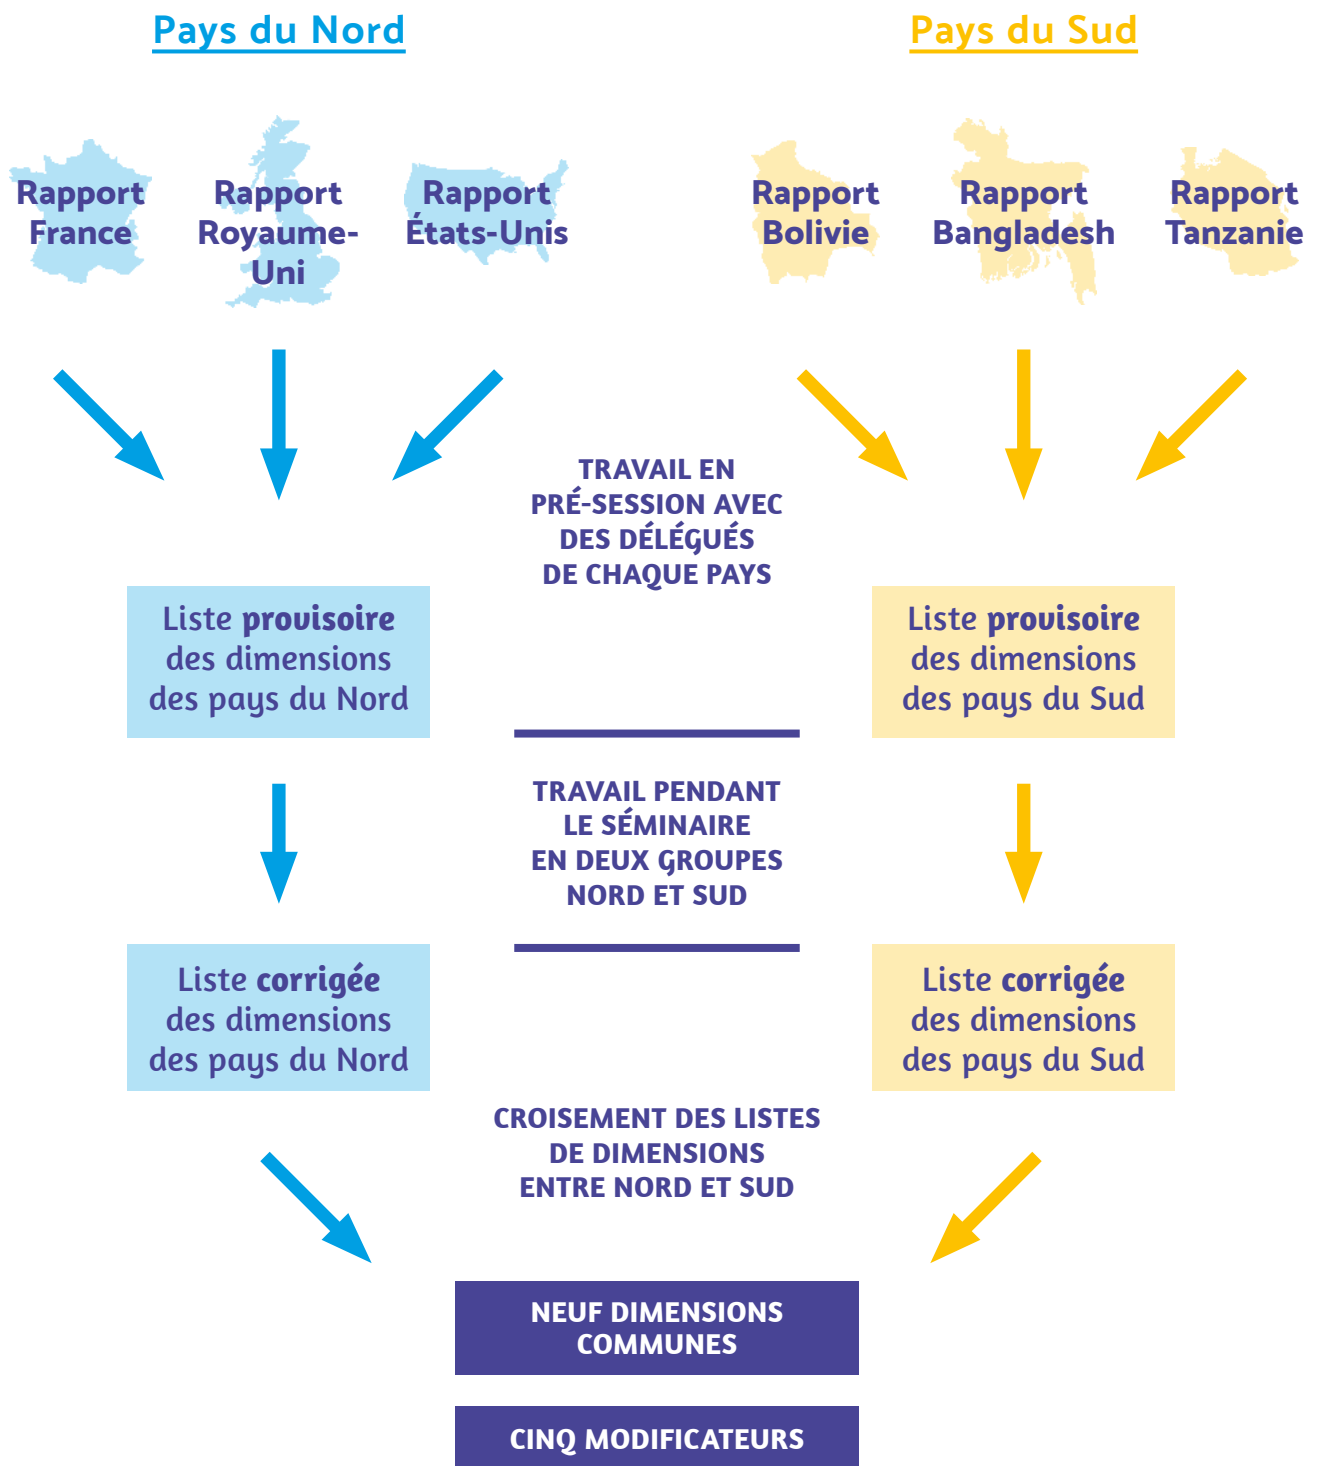 Pays du Nord
Pays du Sud
Rapport
France
Rapport
Royaume-
Uni
Rapport
États-Unis
Rapport
Bolivie
Rapport
Bangladesh
Rapport
Tanzanie
TRAVAIL EN
PRÉ-SESSION AVEC
DES DÉLÉGUÉS
DE CHAQUE PAYS
Liste provisoire
des dimensions
des pays du Nord
Liste provisoire
des dimensions
des pays du Sud
TRAVAIL PENDANT
LE SÉMINAIRE
EN DEUX GROUPES
NORD ET SUD
Liste corrigée
des dimensions
des pays du Nord
Liste corrigée
des dimensions
des pays du Sud
CROISEMENT DES LISTES
DE DIMENSIONS
ENTRE NORD ET SUD
NEUF DIMENSIONS
COMMUNES
CINQ MODIFICATEURS